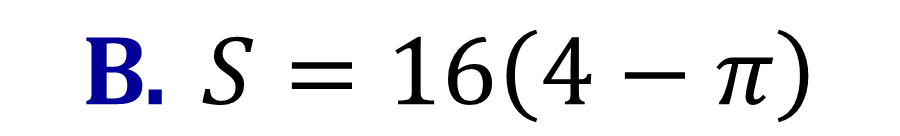 B. S = 16(4 − π)